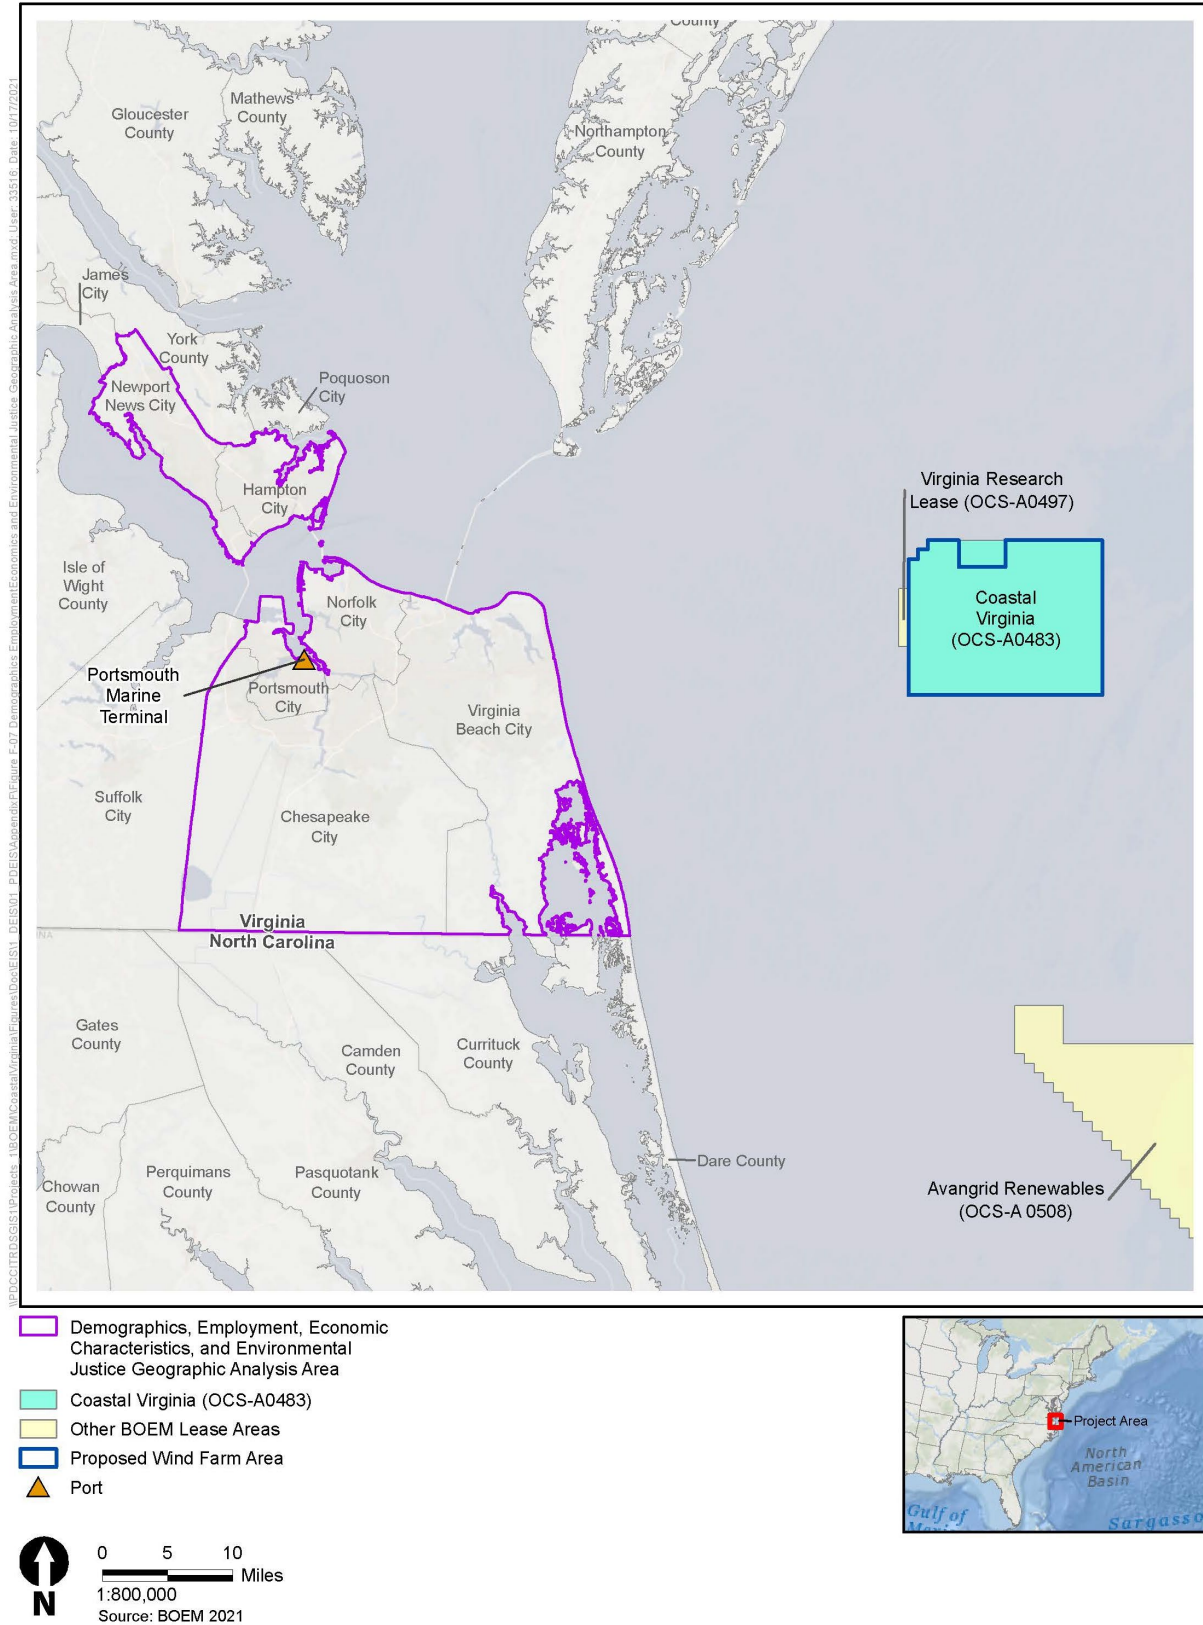 County
Mathews
County
Gloucester
County
Northampton
County
James
City
York
County
Newport
News City
Poquoson
City
Hampton
City
Virginia Research
Lease (OCS-A0497)
Isle of
Wight
County
Norfolk
City
Coastal
Virginia
(OCS-A0483)
Portsmouth
Marine
Terminal
Portsmouth
City
Virginia
Beach City
Suffolk
City
Chesapeake
City
Virginia
North Carolina
Gates
County
Camden
County
Currituck
County
Dare County
Perquimans
County
Pasquotank
County
Chowan
County
Avangrid Renewables
(OCS-A 0508)
Demographics, Employment, Economic
Characteristics, and Environmental
Justice Geographic Analysis Area
Coastal Virginia (OCS-A0483)
Other BOEM Lease Areas
Proposed Wind Farm Area
Port
N
0 5 10
Miles
1:800,000
Source: BOEM 2021
Project Area
North
American
Basin
Gulf of
Sargasso